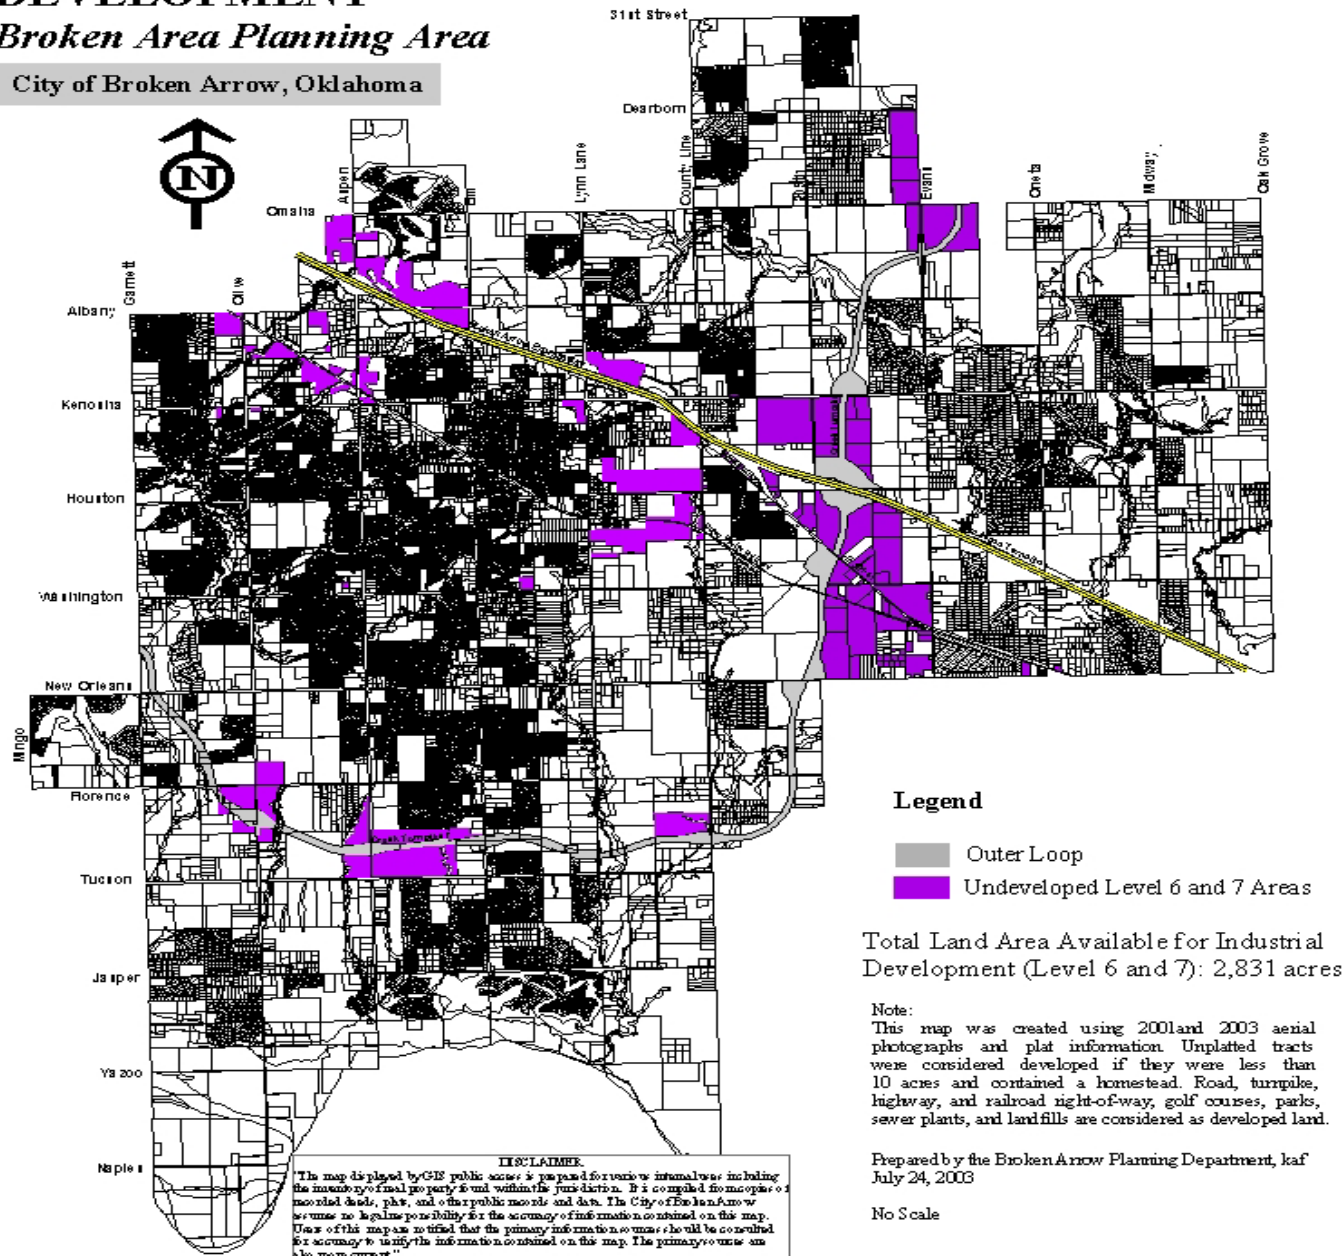 DEVELOPMENT
Broken Area Planning Area
City of Broken Arrow, Oklahoma
N
31st Street
Dearborn
Omaha
Albany
Kenosha
Houston
Washington
New Orleans
Florence
Tucson
Jasper
Yazoo
Naples
Mingo
Garnett
Olive
Aspen
Elm
Lynn Lane
County Line
Evans
Oneta
Midway
Oak Grove
Creek Turnpike
Legend
Outer Loop
Undeveloped Level 6 and 7 Areas
Total Land Area Available for Industrial
Development (Level 6 and 7): 2,831 acres
Note:
This map was created using 2001and 2003 aerial
photographs and plat information. Unplatted tracts
were considered developed if they were less than
10 acres and contained a homestead. Road, turnpike,
highway, and railroad right-of-way, golf courses, parks,
sewer plants, and landfills are considered as developed land.
Prepared by the Broken Arrow Planning Department, kaf
July 24, 2003
No Scale
DISCLAIMER
"The map displayed by GIS public access is prepared for various internal uses including
the inventory of real property found within the jurisdiction. It is compiled from copies of
recorded deeds, plats, and other public records and data. The City of Broken Arrow
assumes no legal responsibility for the accuracy of information contained on this map.
Users of this map are notified that the primary information sources should be consulted
for accuracy to verify the information contained on this map. The primary sources are
also more current."